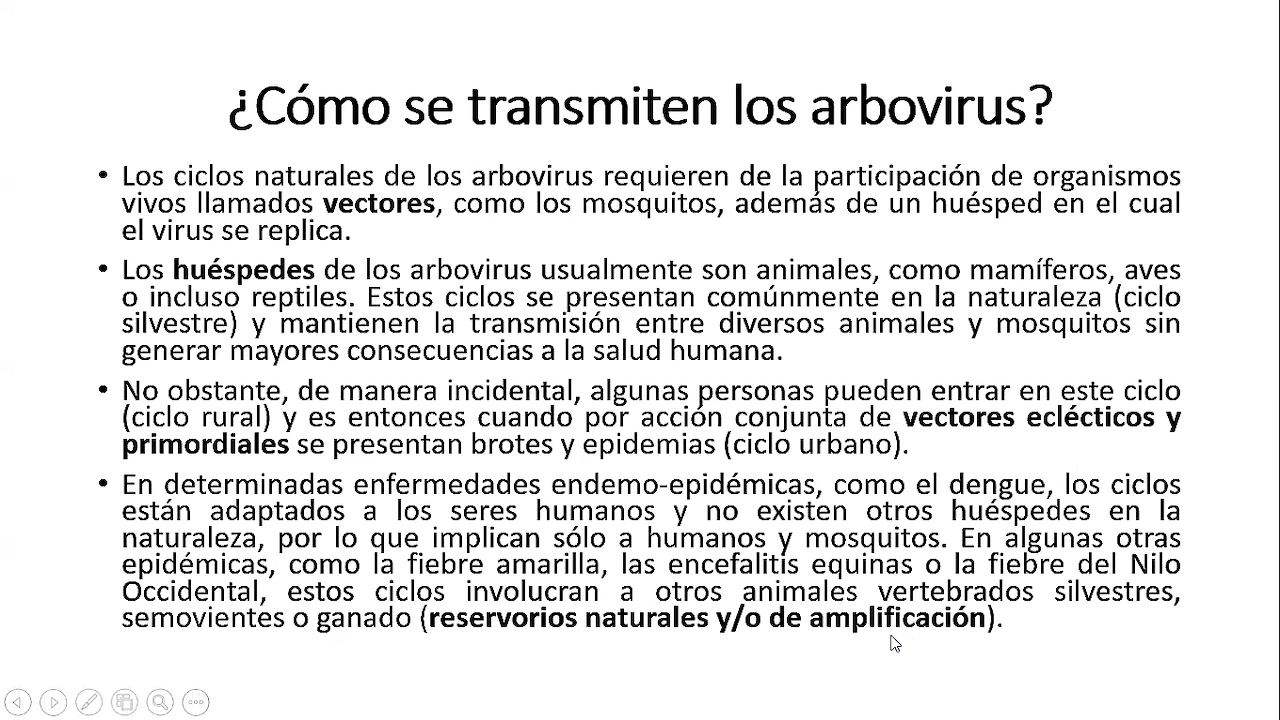 ¿Cómo se transmiten los arbovirus?
• Los ciclos naturales de los arbovirus requieren de la participación de organismos
vivos llamados vectores, como los mosquitos, además de un huésped en el cual
el virus se replica.
• Los huéspedes de los arbovirus usualmente son animales, como mamíferos, aves
o incluso reptiles. Estos ciclos se presentan comúnmente en la naturaleza (ciclo
silvestre) y mantienen la transmisión entre diversos animales y mosquitos sin
generar mayores consecuencias a la salud humana.
• No obstante, de manera incidental, algunas personas pueden entrar en este ciclo
(ciclo rural) y es entonces cuando por acción conjunta de vectores eclécticos y
primordiales se presentan brotes y epidemias (ciclo urbano).
• En determinadas enfermedades endemo-epidémicas, como el dengue, los ciclos
están adaptados a los seres humanos y no existen otros huéspedes en la
naturaleza, por lo que implican sólo a humanos y mosquitos. En algunas otras
epidémicas, como la fiebre amarilla, las encefalitis equinas o la fiebre del Nilo
Occidental, estos ciclos involucran a otros animales vertebrados silvestres,
semovientes o ganado (reservorios naturales y/o de amplificación).